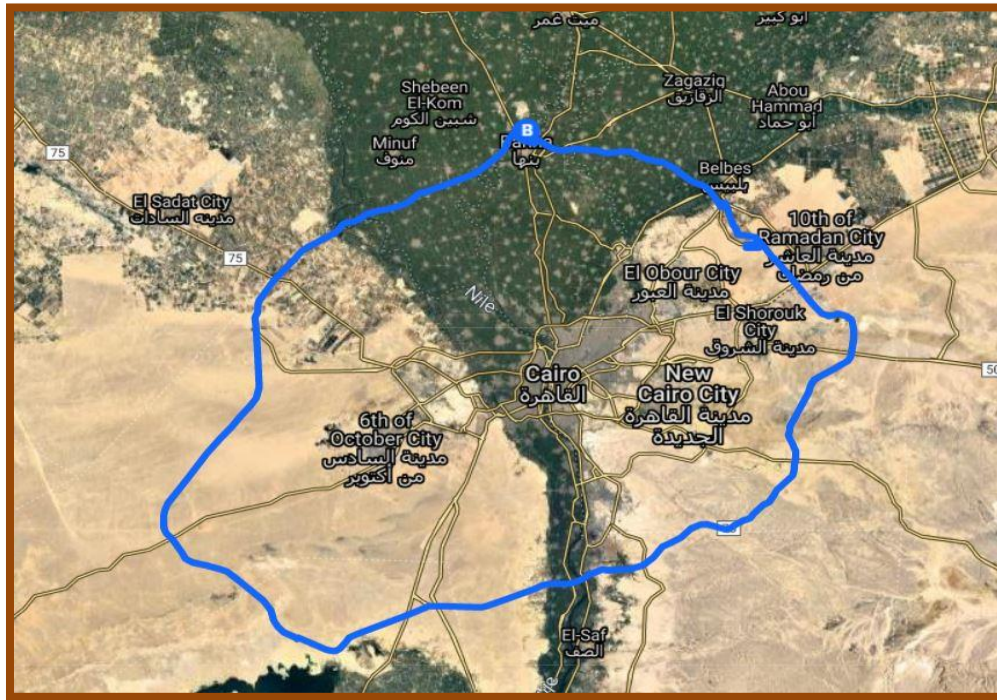 ميت غمر
أبو كبير
Zagaziq
الزقازيق
Shebeen
El-Kom
شبين الكوم
Abou
Hammad
أبو حماد
B
Minuf
منوف
بنها
75
Belbes
بلبيس
El Sadat City
مدينة السادات
10th of
Ramadan City
مدينة العاشر
من رمضان
75
El Obour City
مدينة العبور
Nile
El Shorouk
City
مدينة الشروق
50
Cairo
القاهرة
New
Cairo City
مدينة القاهرة
الجديدة
6th of
October City
مدينة السادس
من أكتوبر
El-Saf
الصف